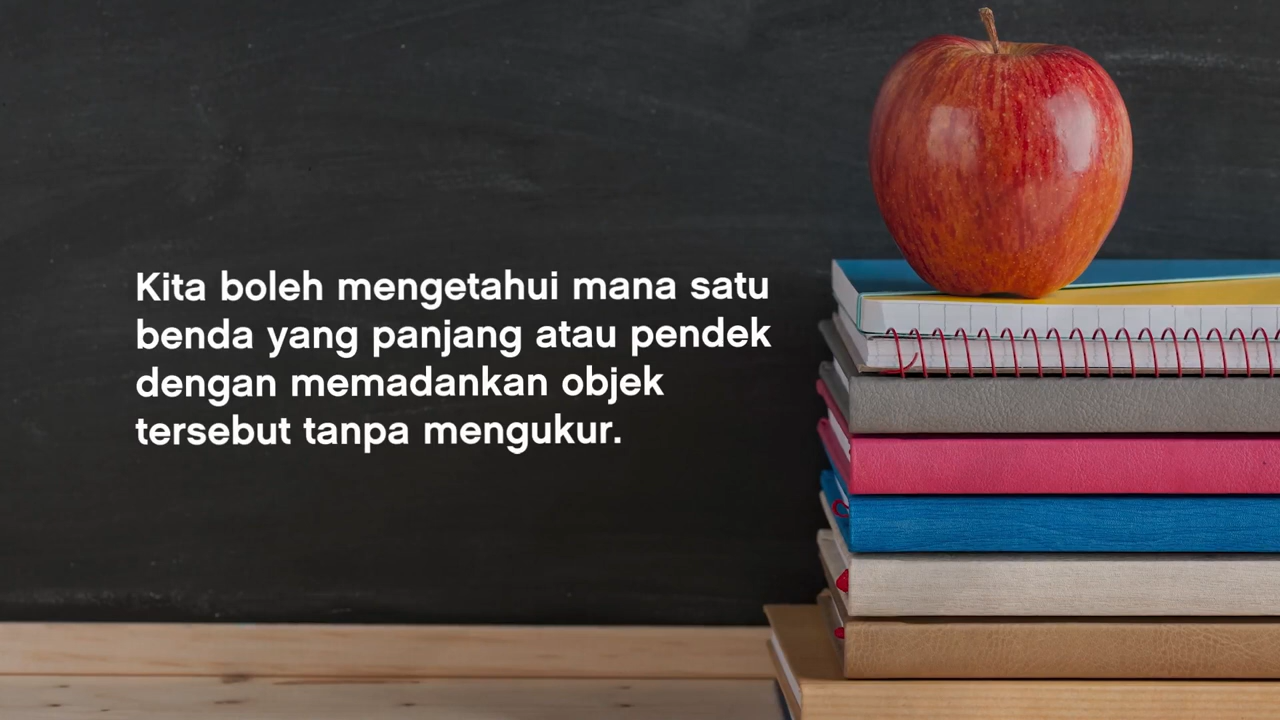 Kita boleh mengetahui mana satu
benda yang panjang atau pendek
dengan memadankan objek
tersebut tanpa mengukur.